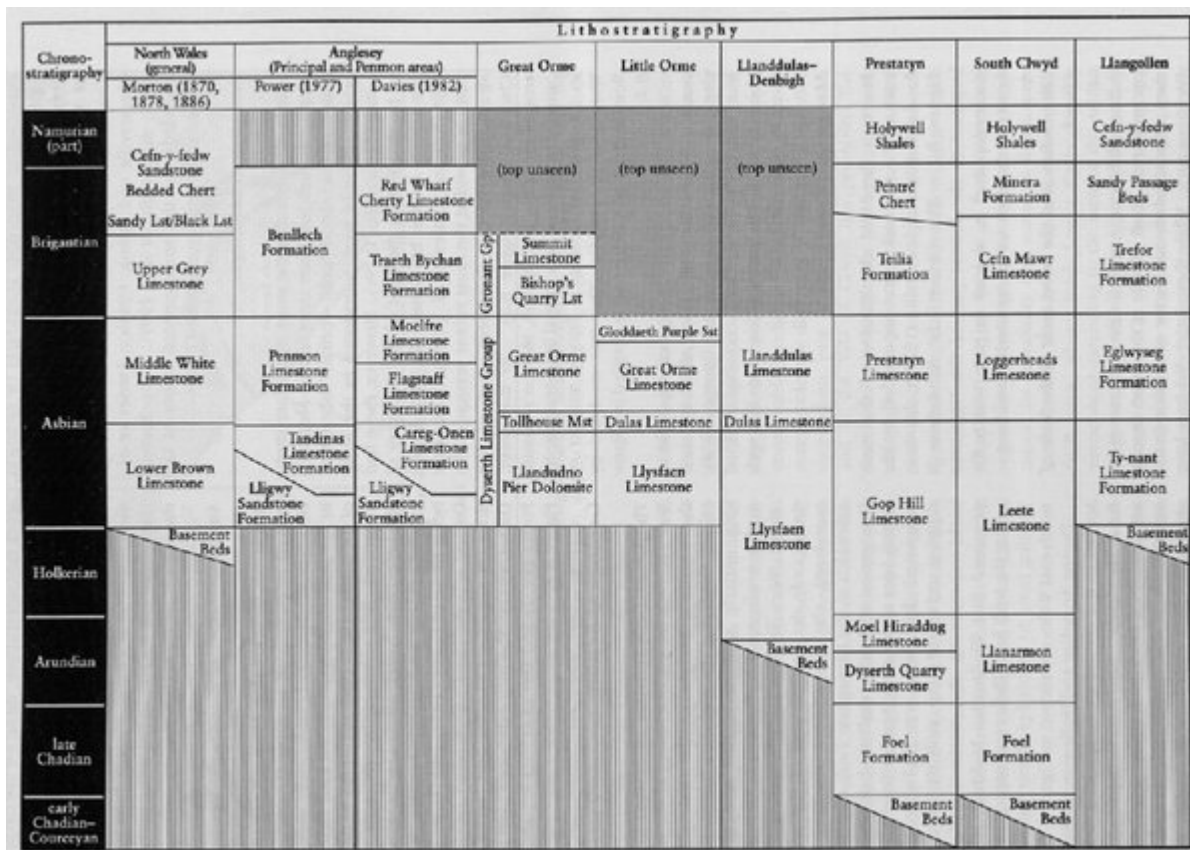 Lithostratigraphy
Chrono-
stratigraphy
North Wales
(general)
Morton (1870,
1878, 1886)
Anglesey
(Principal and Penmon areas)
Power (1977)
Davies (1982)
Great Orme
Little Orme
Llanddulas–
Denbigh
Prestatyn
South Clwyd
Llangollen
Namurian
(part)
Brigantian
Asbian
Holkerian
Arundian
late
Chadian
early
Chadian–
Courceyan
Cefn-y-fedw
Sandstone
Bedded Chert
Sandy Lst/Black Lst
Upper Grey
Limestone
Middle White
Limestone
Lower Brown
Limestone
Basement
Beds
Benllech
Formation
Penmon
Limestone
Formation
Tandinas
Limestone
Formation
Lligwy
Sandstone
Formation
Red Wharf
Cherty Limestone
Formation
Traeth Bychan
Limestone
Formation
Moelfre
Limestone
Formation
Flagstaff
Limestone
Formation
Careg-Onen
Limestone
Formation
Lligwy
Sandstone
Formation
(top unseen)
Gronant Gp
Summit
Limestone
Bishop's
Quarry Lst
Dyserth Limestone Group
Great Orme
Limestone
Tollhouse Mst
Llandudno
Pier Dolomite
(top unseen)
Gloddaeth Purple Sst
Great Orme
Limestone
Dulas Limestone
Llysfaen
Limestone
(top unseen)
Llanddulas
Limestone
Dulas Limestone
Llysfaen
Limestone
Basement
Beds
Holywell
Shales
Pentre
Chert
Teilia
Formation
Prestatyn
Limestone
Gop Hill
Limestone
Moel Hiraddug
Limestone
Dyserth Quarry
Limestone
Foel
Formation
Basement
Beds
Holywell
Shales
Minera
Formation
Cefn Mawr
Limestone
Loggerheads
Limestone
Leete
Limestone
Llanarmon
Limestone
Foel
Formation
Basement
Beds
Cefn-y-fedw
Sandstone
Sandy Passage
Beds
Trefor
Limestone
Formation
Eglwyseg
Limestone
Formation
Ty-nant
Limestone
Formation
Basement
Beds